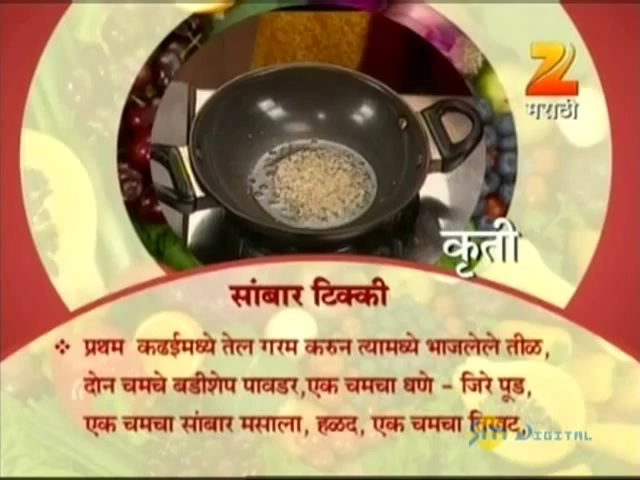 Z
मराठी
कृती
सांबार टिक्की
❖ प्रथम कढईमध्ये तेल गरम करुन त्यामध्ये भाजलेले तीळ,
दोन चमचे बडीशेप पावडर,एक चमचा धणे – जिरे पूड,
एक चमचा सांबार मसाला, हळद, एक चमचा तिखट,
DIGITAL